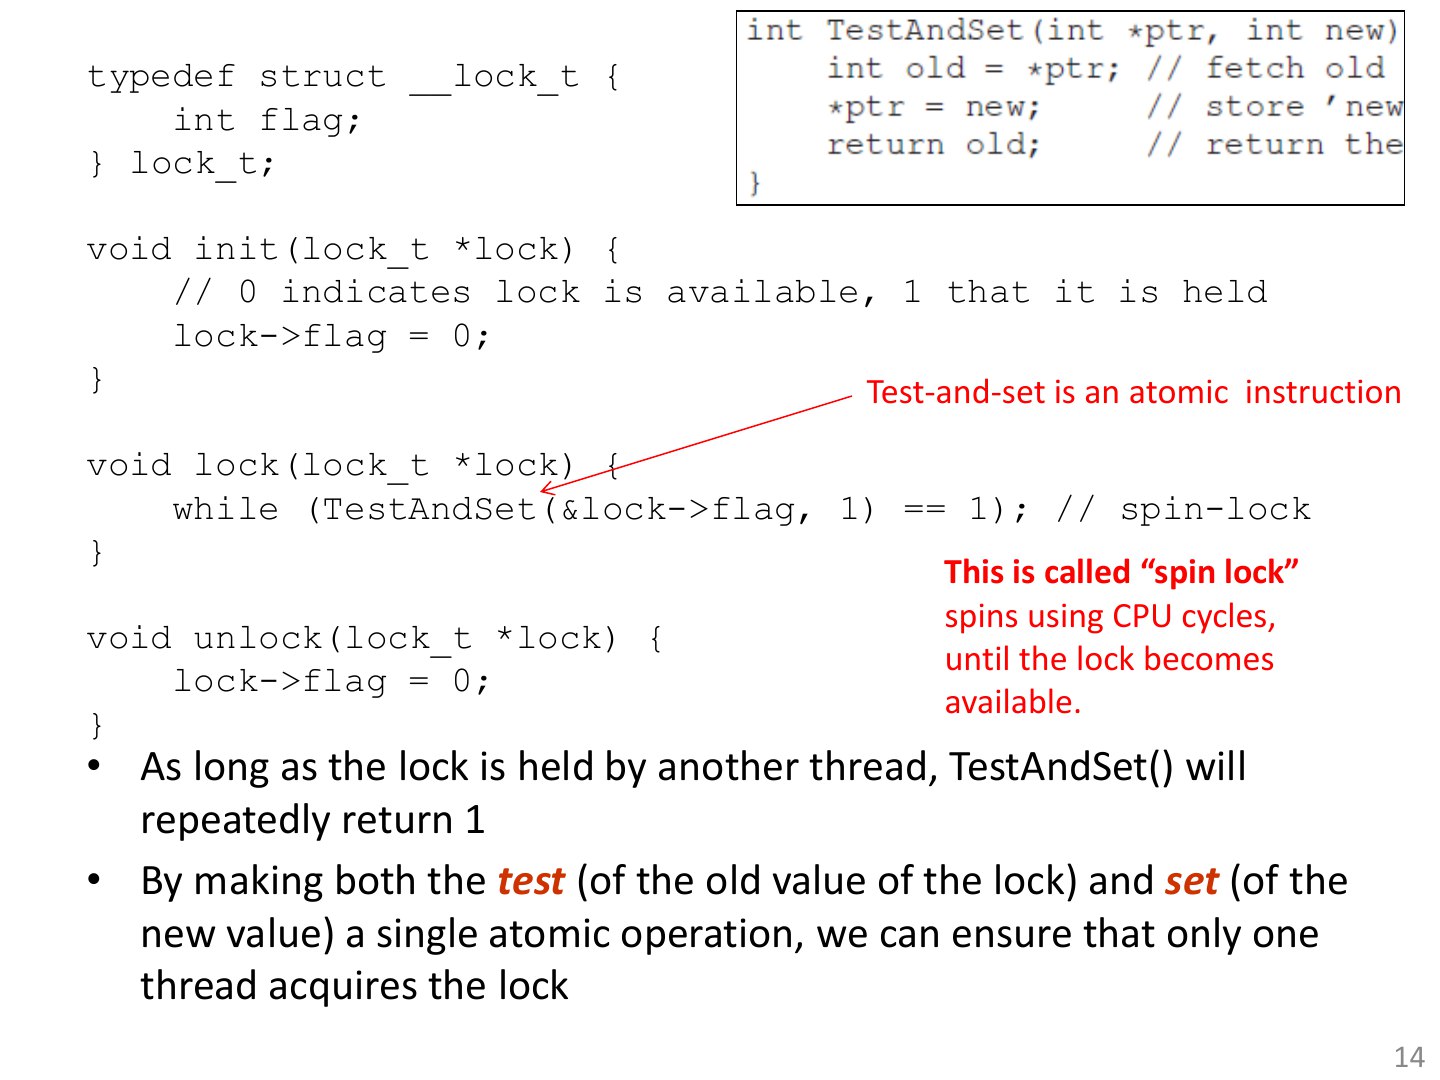 int TestAndSet(int *ptr, int new)
int old = *ptr; // fetch old
*ptr = new; // store ’new
return old; // return the
}
typedef struct __lock_t {
int flag;
} lock_t;
void init(lock_t *lock) {
// 0 indicates lock is available, 1 that it is held
lock->flag = 0;
}
Test-and-set is an atomic instruction
void lock(lock_t *lock) {
while (TestAndSet(&lock->flag, 1) == 1); // spin-lock
}
This is called “spin lock”
spins using CPU cycles,
until the lock becomes
available.
void unlock(lock_t *lock) {
lock->flag = 0;
}
• As long as the lock is held by another thread, TestAndSet() will
repeatedly return 1
• By making both the test (of the old value of the lock) and set (of the
new value) a single atomic operation, we can ensure that only one
thread acquires the lock
14